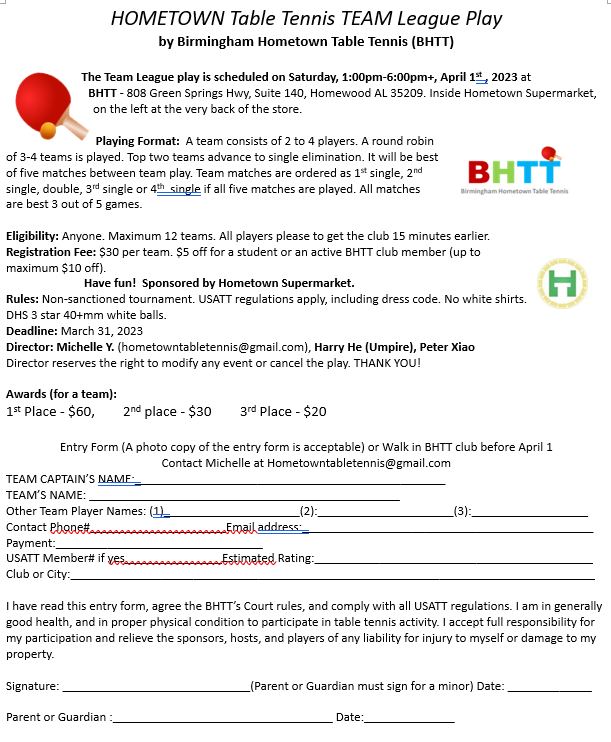 HOMETOWN Table Tennis TEAM League Play
by Birmingham Hometown Table Tennis (BHTT)
The Team League play is scheduled on Saturday, 1:00pm-6:00pm+, April 1st, 2023 at
BHTT - 808 Green Springs Hwy, Suite 140, Homewood AL 35209. Inside Hometown Supermarket,
on the left at the very back of the store.
Playing Format: A team consists of 2 to 4 players. A round robin
of 3-4 teams is played. Top two teams advance to single elimination. It will be best
of five matches between team play. Team matches are ordered as 1st single, 2nd
single, double, 3rd single or 4th single if all five matches are played. All matches
are best 3 out of 5 games.
BHTT
Birmingham Hometown Table Tennis
Eligibility: Anyone. Maximum 12 teams. All players please to get the club 15 minutes earlier.
Registration Fee: $30 per team. $5 off for a student or an active BHTT club member (up to
maximum $10 off).
Have fun! Sponsored by Hometown Supermarket.
H
Rules: Non-sanctioned tournament. USATT regulations apply, including dress code. No white shirts.
DHS 3 star 40+mm white balls.
Deadline: March 31, 2023
Director: Michelle Y. (hometowntabletennis@gmail.com), Harry He (Umpire), Peter Xiao
Director reserves the right to modify any event or cancel the play. THANK YOU!
Awards (for a team):
1st Place - $60, 2nd place - $30 3rd Place - $20
Entry Form (A photo copy of the entry form is acceptable) or Walk in BHTT club before April 1
Contact Michelle at Hometowntabletennis@gmail.com
TEAM CAPTAIN'S NAME:
TEAM'S NAME:
Other Team Player Names: (1) (2): (3):
Contact Phone# Email address:
Payment:
USATT Member# if yes Estimated Rating:
Club or City:
I have read this entry form, agree the BHTT's Court rules, and comply with all USATT regulations. I am in generally
good health, and in proper physical condition to participate in table tennis activity. I accept full responsibility for
my participation and relieve the sponsors, hosts, and players of any liability for injury to myself or damage to my
property.
Signature: (Parent or Guardian must sign for a minor) Date:
Parent or Guardian : Date: